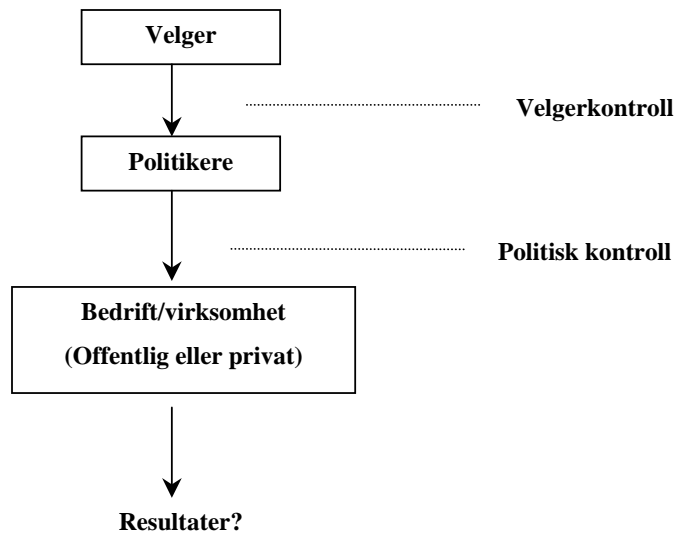 Velger
Velgerkontroll
Politikere
Politisk kontroll
Bedrift/virksomhet
(Offentlig eller privat)
Resultater?